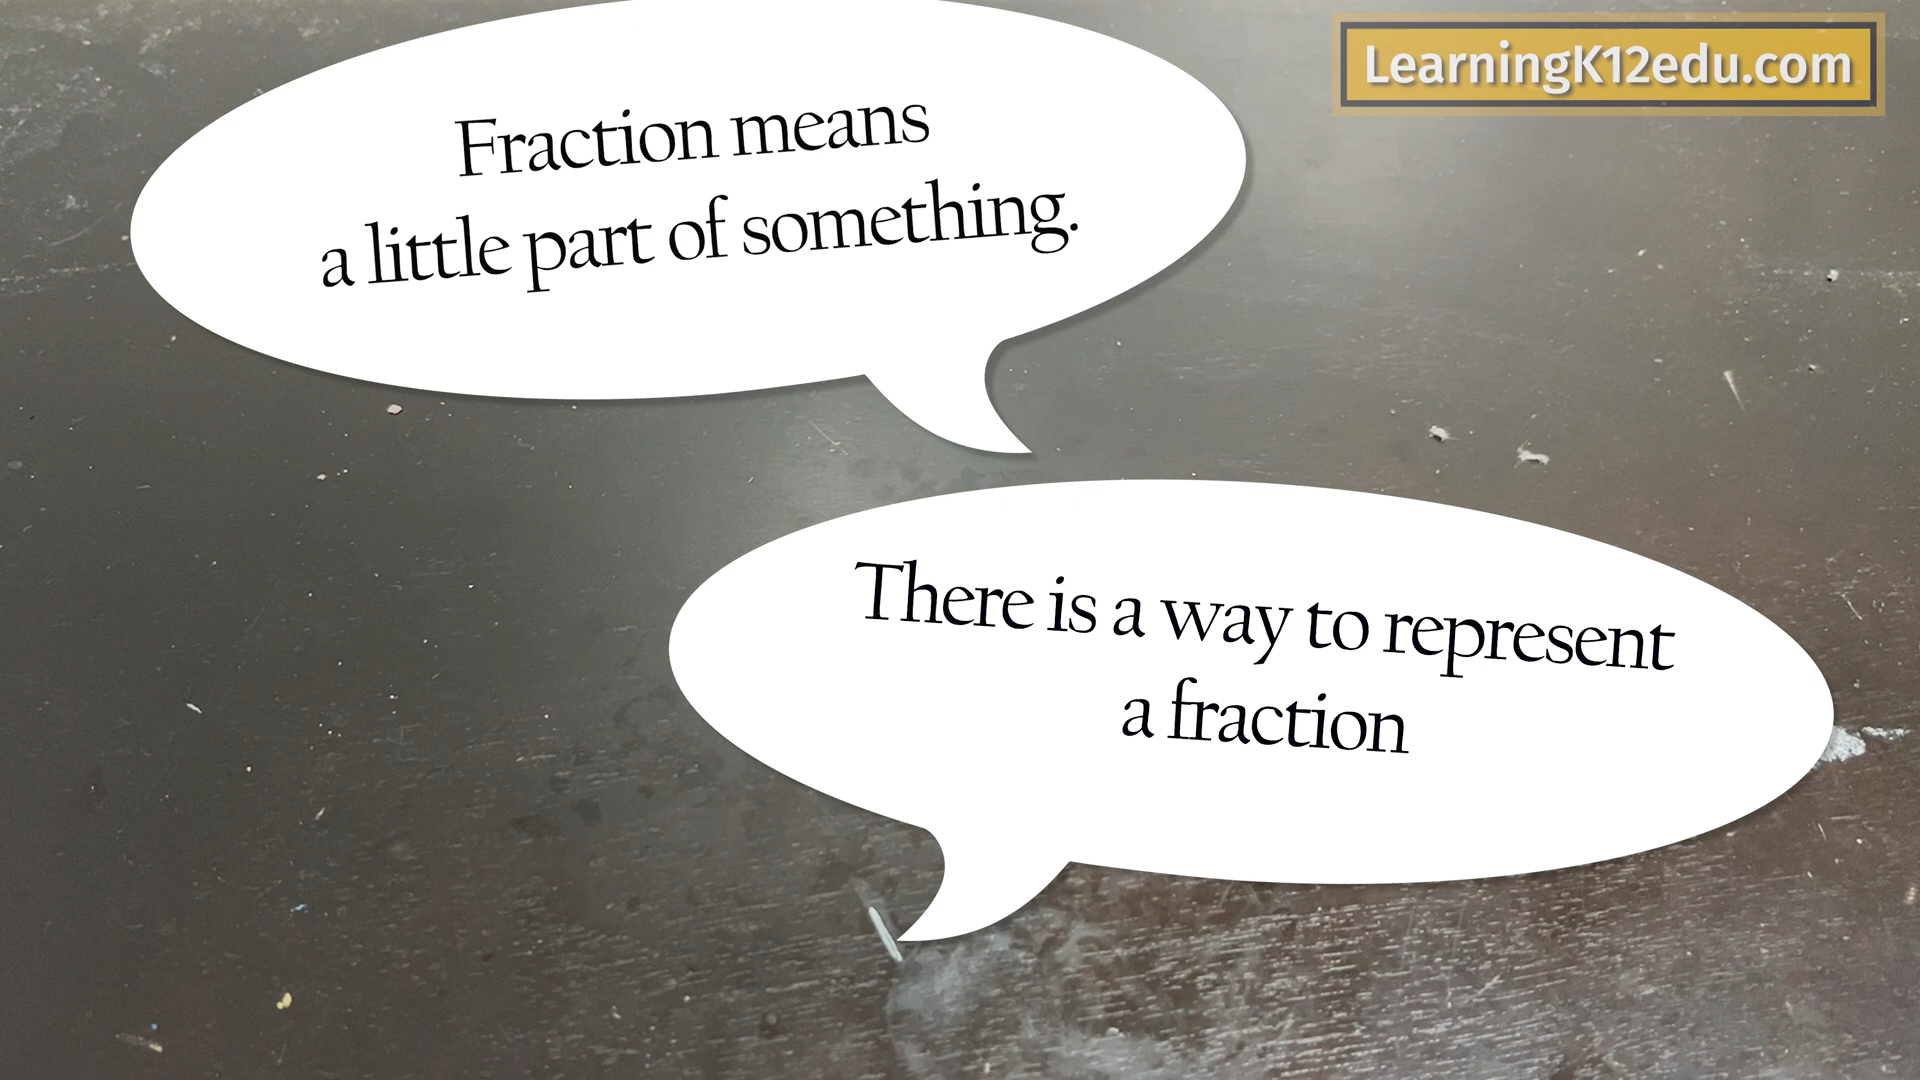 LearningK12edu.com
Fraction means
a little part of something.
There is a way to represent
a fraction